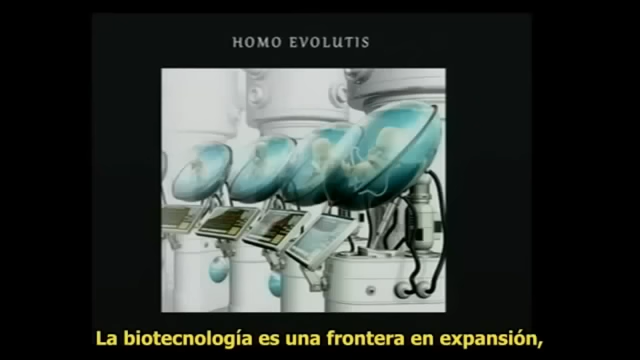 HOMO EVOLUTIS
La biotecnología es una frontera en expansión,